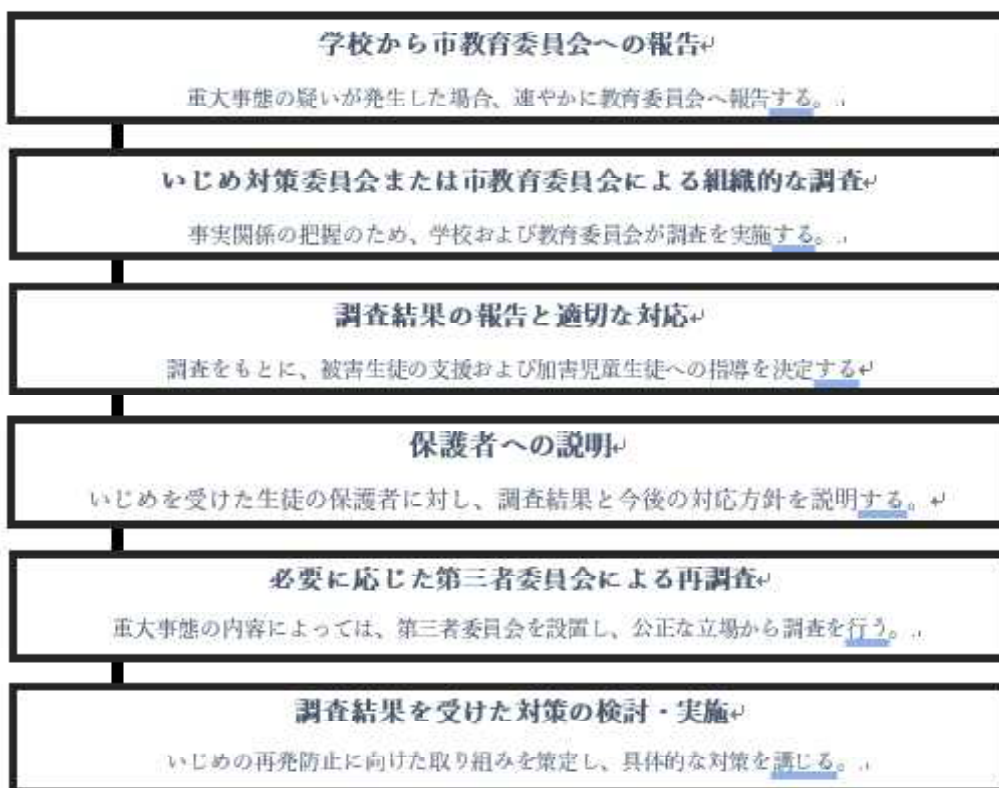 学校から市教育委員会への報告
重大事態の疑いが発生した場合、速やかに教育委員会へ報告する。
いじめ対策委員会または市教育委員会による組織的な調査
事実関係の把握のため、学校および教育委員会が調査を実施する。
調査結果の報告と適切な対応
調査をもとに、被害生徒の支援および加害児童生徒への指導を決定する
保護者への説明
いじめを受けた生徒の保護者に対し、調査結果と今後の対応方針を説明する。
必要に応じた第三者委員会による再調査
重大事態の内容によっては、第三者委員会を設置し、公正な立場から調査を行う。
調査結果を受けた対策の検討・実施
いじめの再発防止に向けた取り組みを策定し、具体的な対策を講じる。